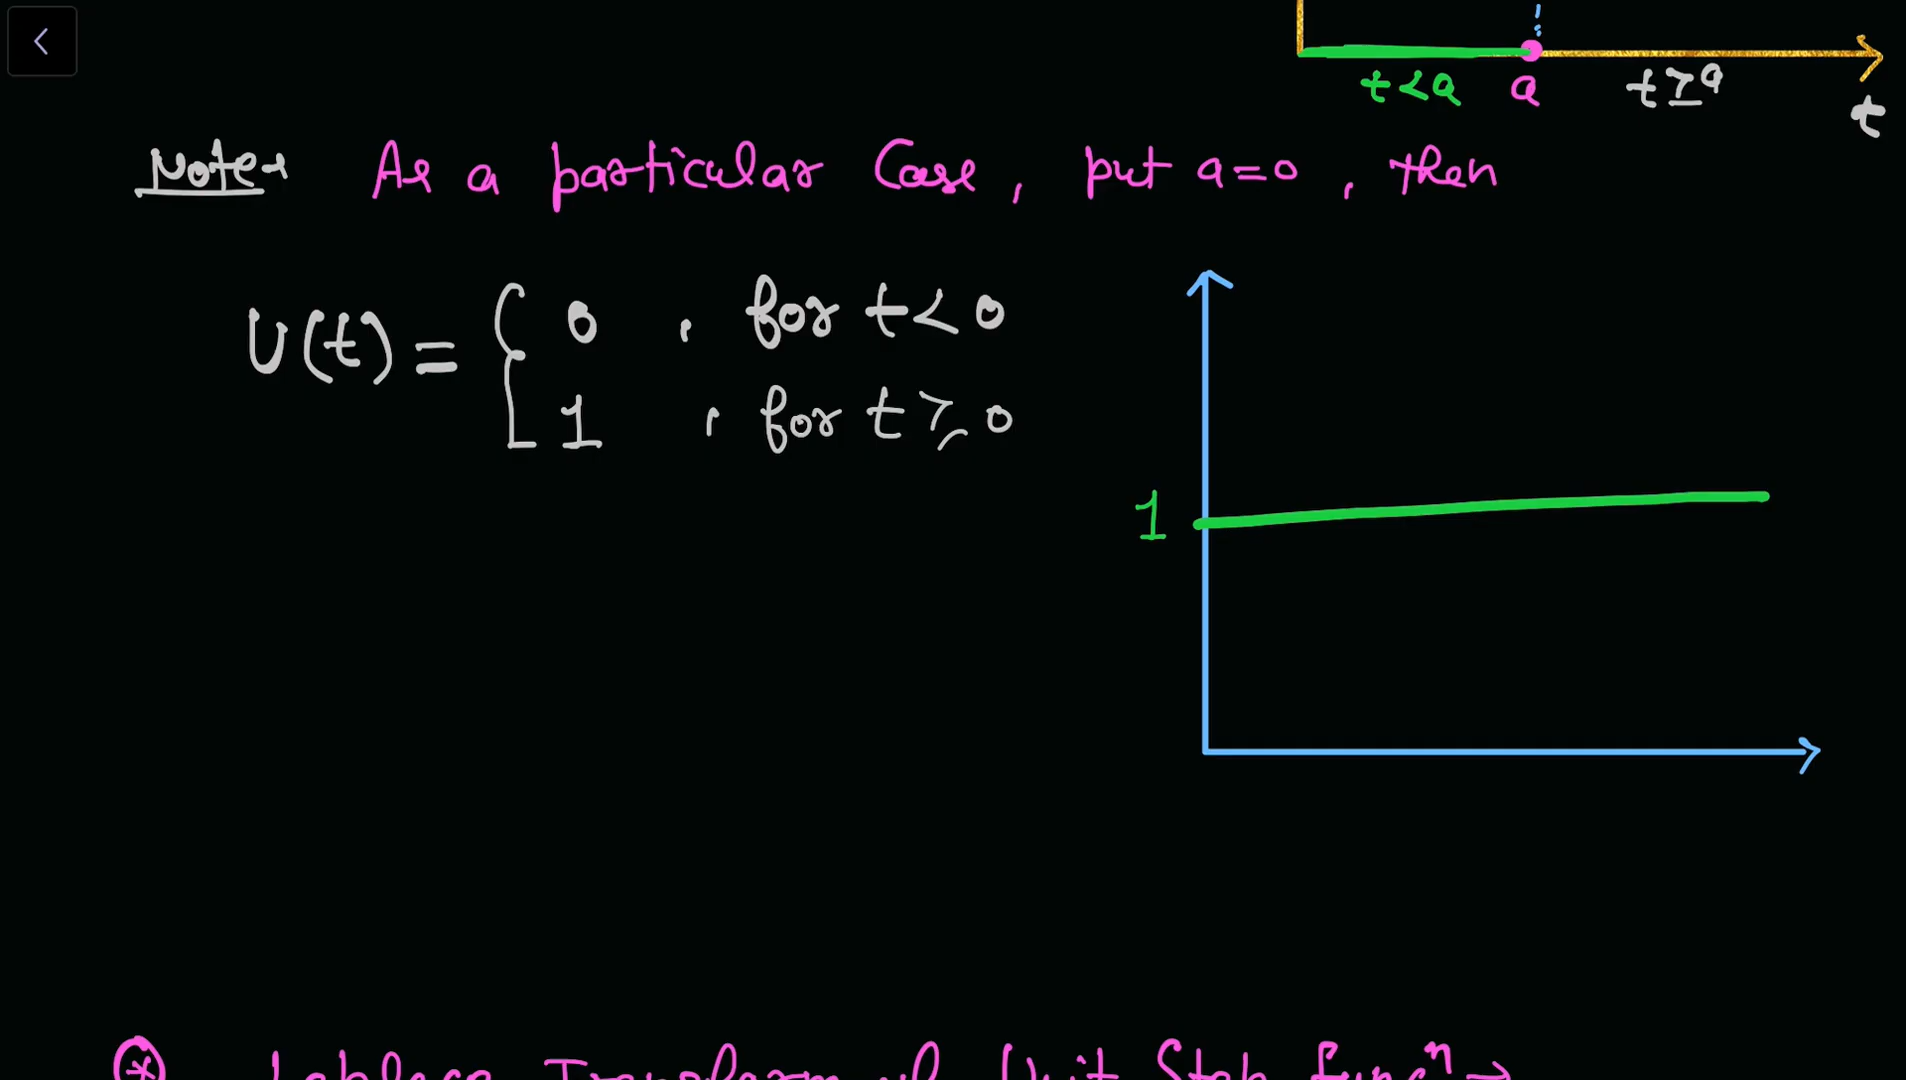 t<a a t≥a
t
Note→ As a particular Case, put a=0, then
U(t) = { 0 , for t<0
1 , for t≥0
1
* Laplace Transform of Unit Step funcⁿ →